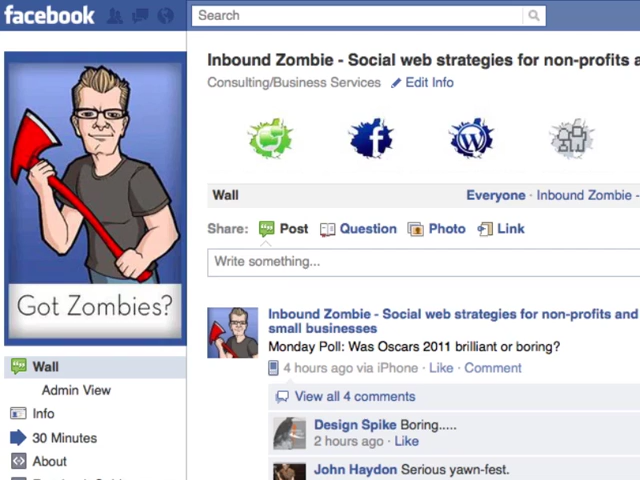 facebook
Search
Inbound Zombie - Social web strategies for non-profits a
Consulting/Business Services
Edit Info
Wall
Everyone · Inbound Zombie -
Share: Post Question Photo Link
Write something...
Got Zombies?
Inbound Zombie - Social web strategies for non-profits and
small businesses
Monday Poll: Was Oscars 2011 brilliant or boring?
4 hours ago via iPhone · Like · Comment
View all 4 comments
Design Spike Boring.....
2 hours ago · Like
John Haydon Serious yawn-fest.
Wall
Admin View
Info
30 Minutes
About